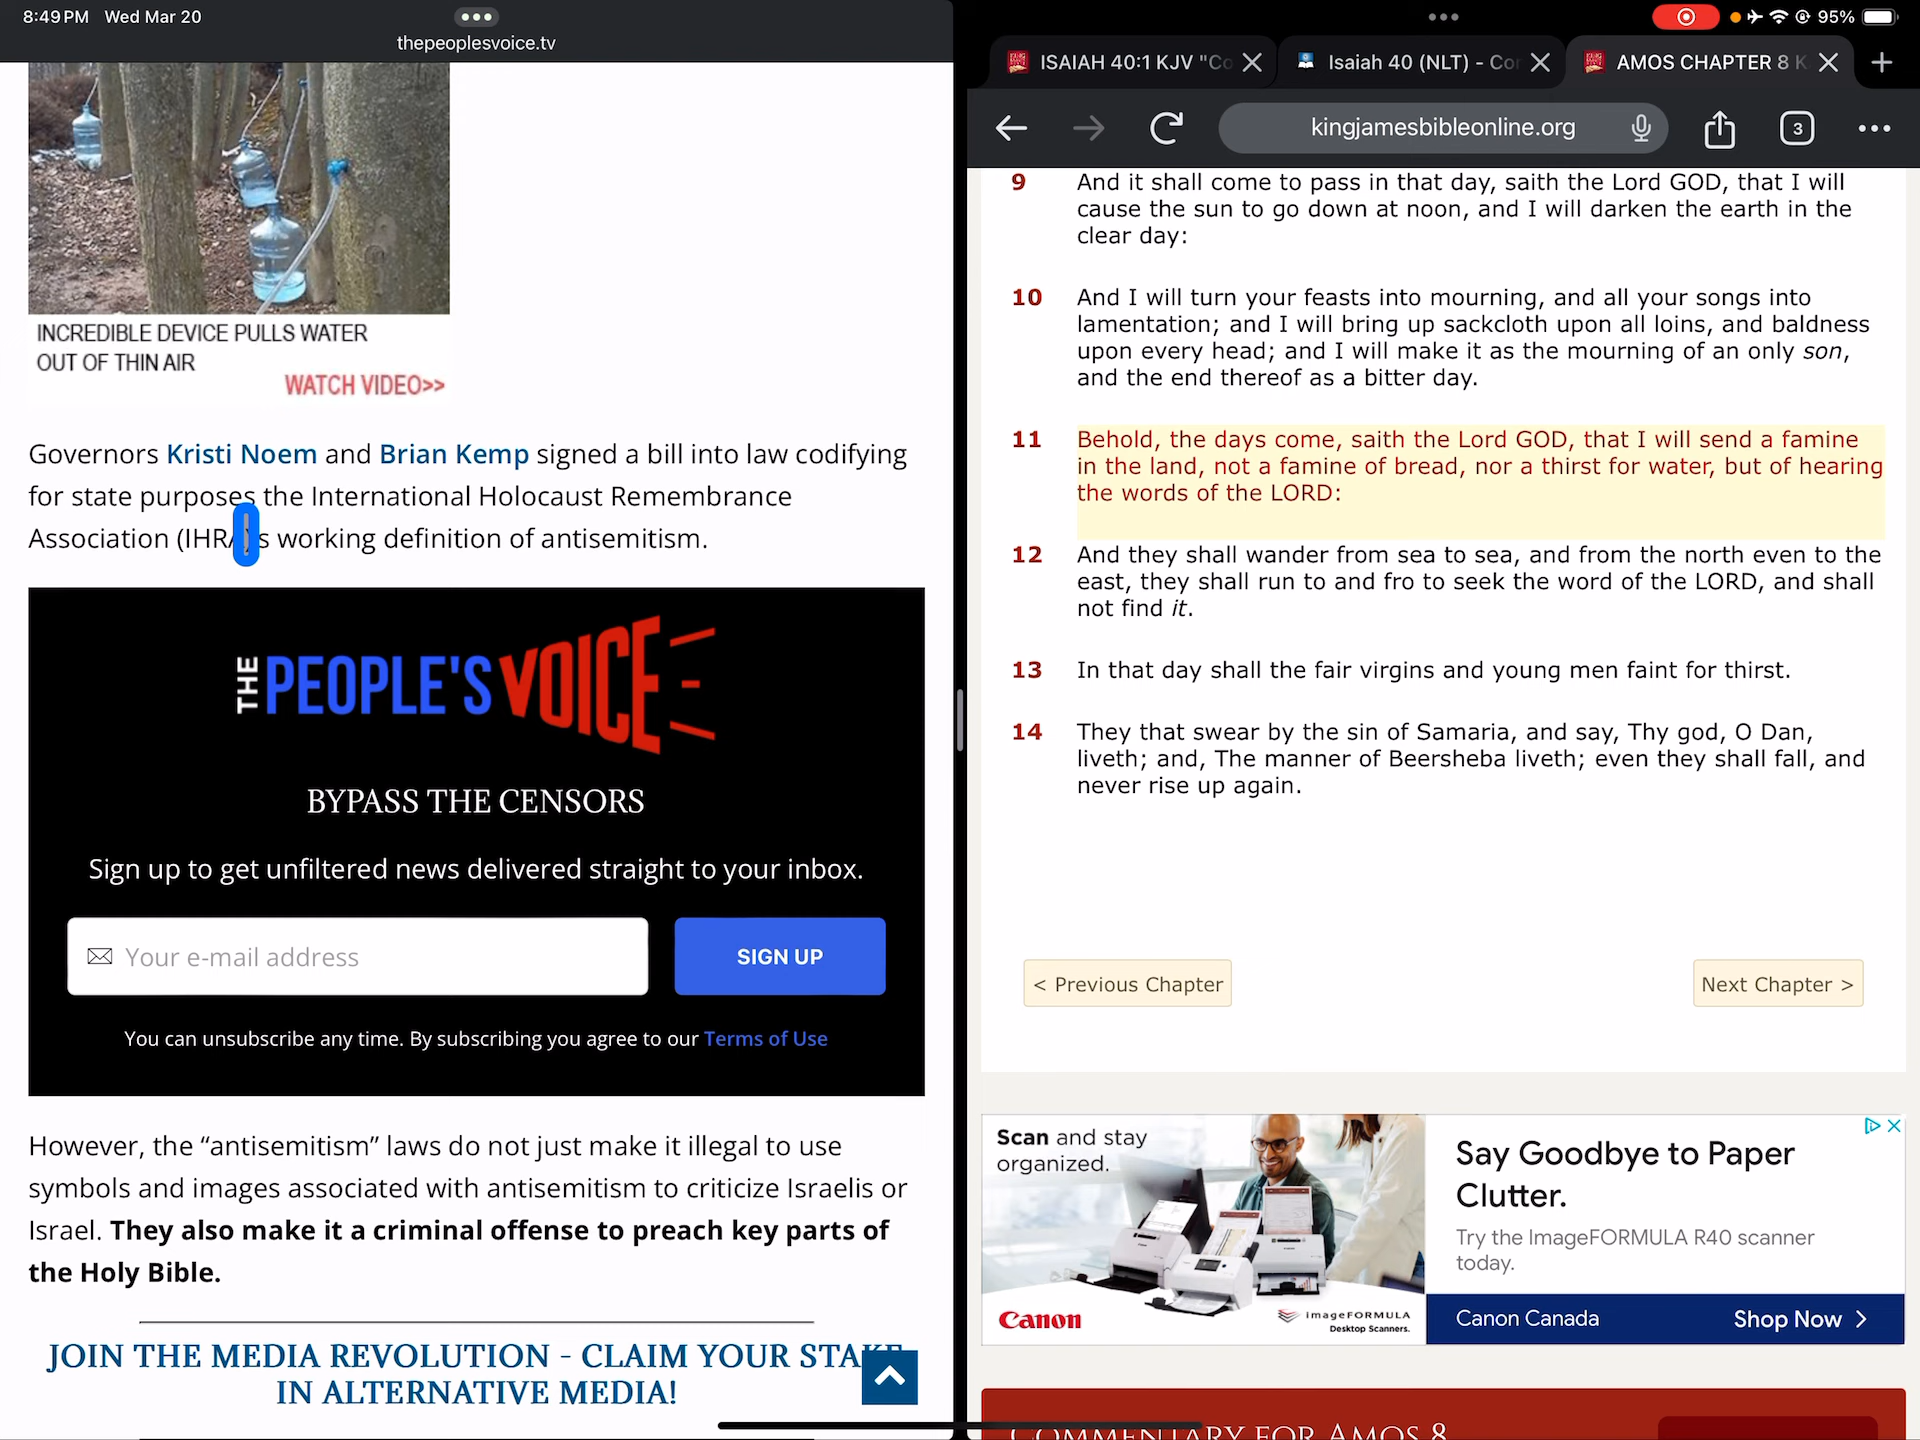 8:49 PM Wed Mar 20
thepeoplesvoice.tv
INCREDIBLE DEVICE PULLS WATER
OUT OF THIN AIR
WATCH VIDEO>>
Governors Kristi Noem and Brian Kemp signed a bill into law codifying
for state purposes the International Holocaust Remembrance
Association (IHRA)'s working definition of antisemitism.
THE PEOPLE'S VOICE
BYPASS THE CENSORS
Sign up to get unfiltered news delivered straight to your inbox.
Your e-mail address
SIGN UP
You can unsubscribe any time. By subscribing you agree to our Terms of Use
However, the “antisemitism” laws do not just make it illegal to use
symbols and images associated with antisemitism to criticize Israelis or
Israel. They also make it a criminal offense to preach key parts of
the Holy Bible.
JOIN THE MEDIA REVOLUTION - CLAIM YOUR STAKE
IN ALTERNATIVE MEDIA!
95%
ISAIAH 40:1 KJV "Co
Isaiah 40 (NLT) - Cor
AMOS CHAPTER 8 K
kingjamesbibleonline.org
3
9 And it shall come to pass in that day, saith the Lord GOD, that I will
cause the sun to go down at noon, and I will darken the earth in the
clear day:
10 And I will turn your feasts into mourning, and all your songs into
lamentation; and I will bring up sackcloth upon all loins, and baldness
upon every head; and I will make it as the mourning of an only son,
and the end thereof as a bitter day.
11 Behold, the days come, saith the Lord GOD, that I will send a famine
in the land, not a famine of bread, nor a thirst for water, but of hearing
the words of the LORD:
12 And they shall wander from sea to sea, and from the north even to the
east, they shall run to and fro to seek the word of the LORD, and shall
not find it.
13 In that day shall the fair virgins and young men faint for thirst.
14 They that swear by the sin of Samaria, and say, Thy god, O Dan,
liveth; and, The manner of Beersheba liveth; even they shall fall, and
never rise up again.
< Previous Chapter
Next Chapter >
Scan and stay
organized.
Canon
imageFORMULA
Desktop Scanners.
Say Goodbye to Paper
Clutter.
Try the ImageFORMULA R40 scanner
today.
Canon Canada
Shop Now >
COMMENTARY FOR AMOS 8